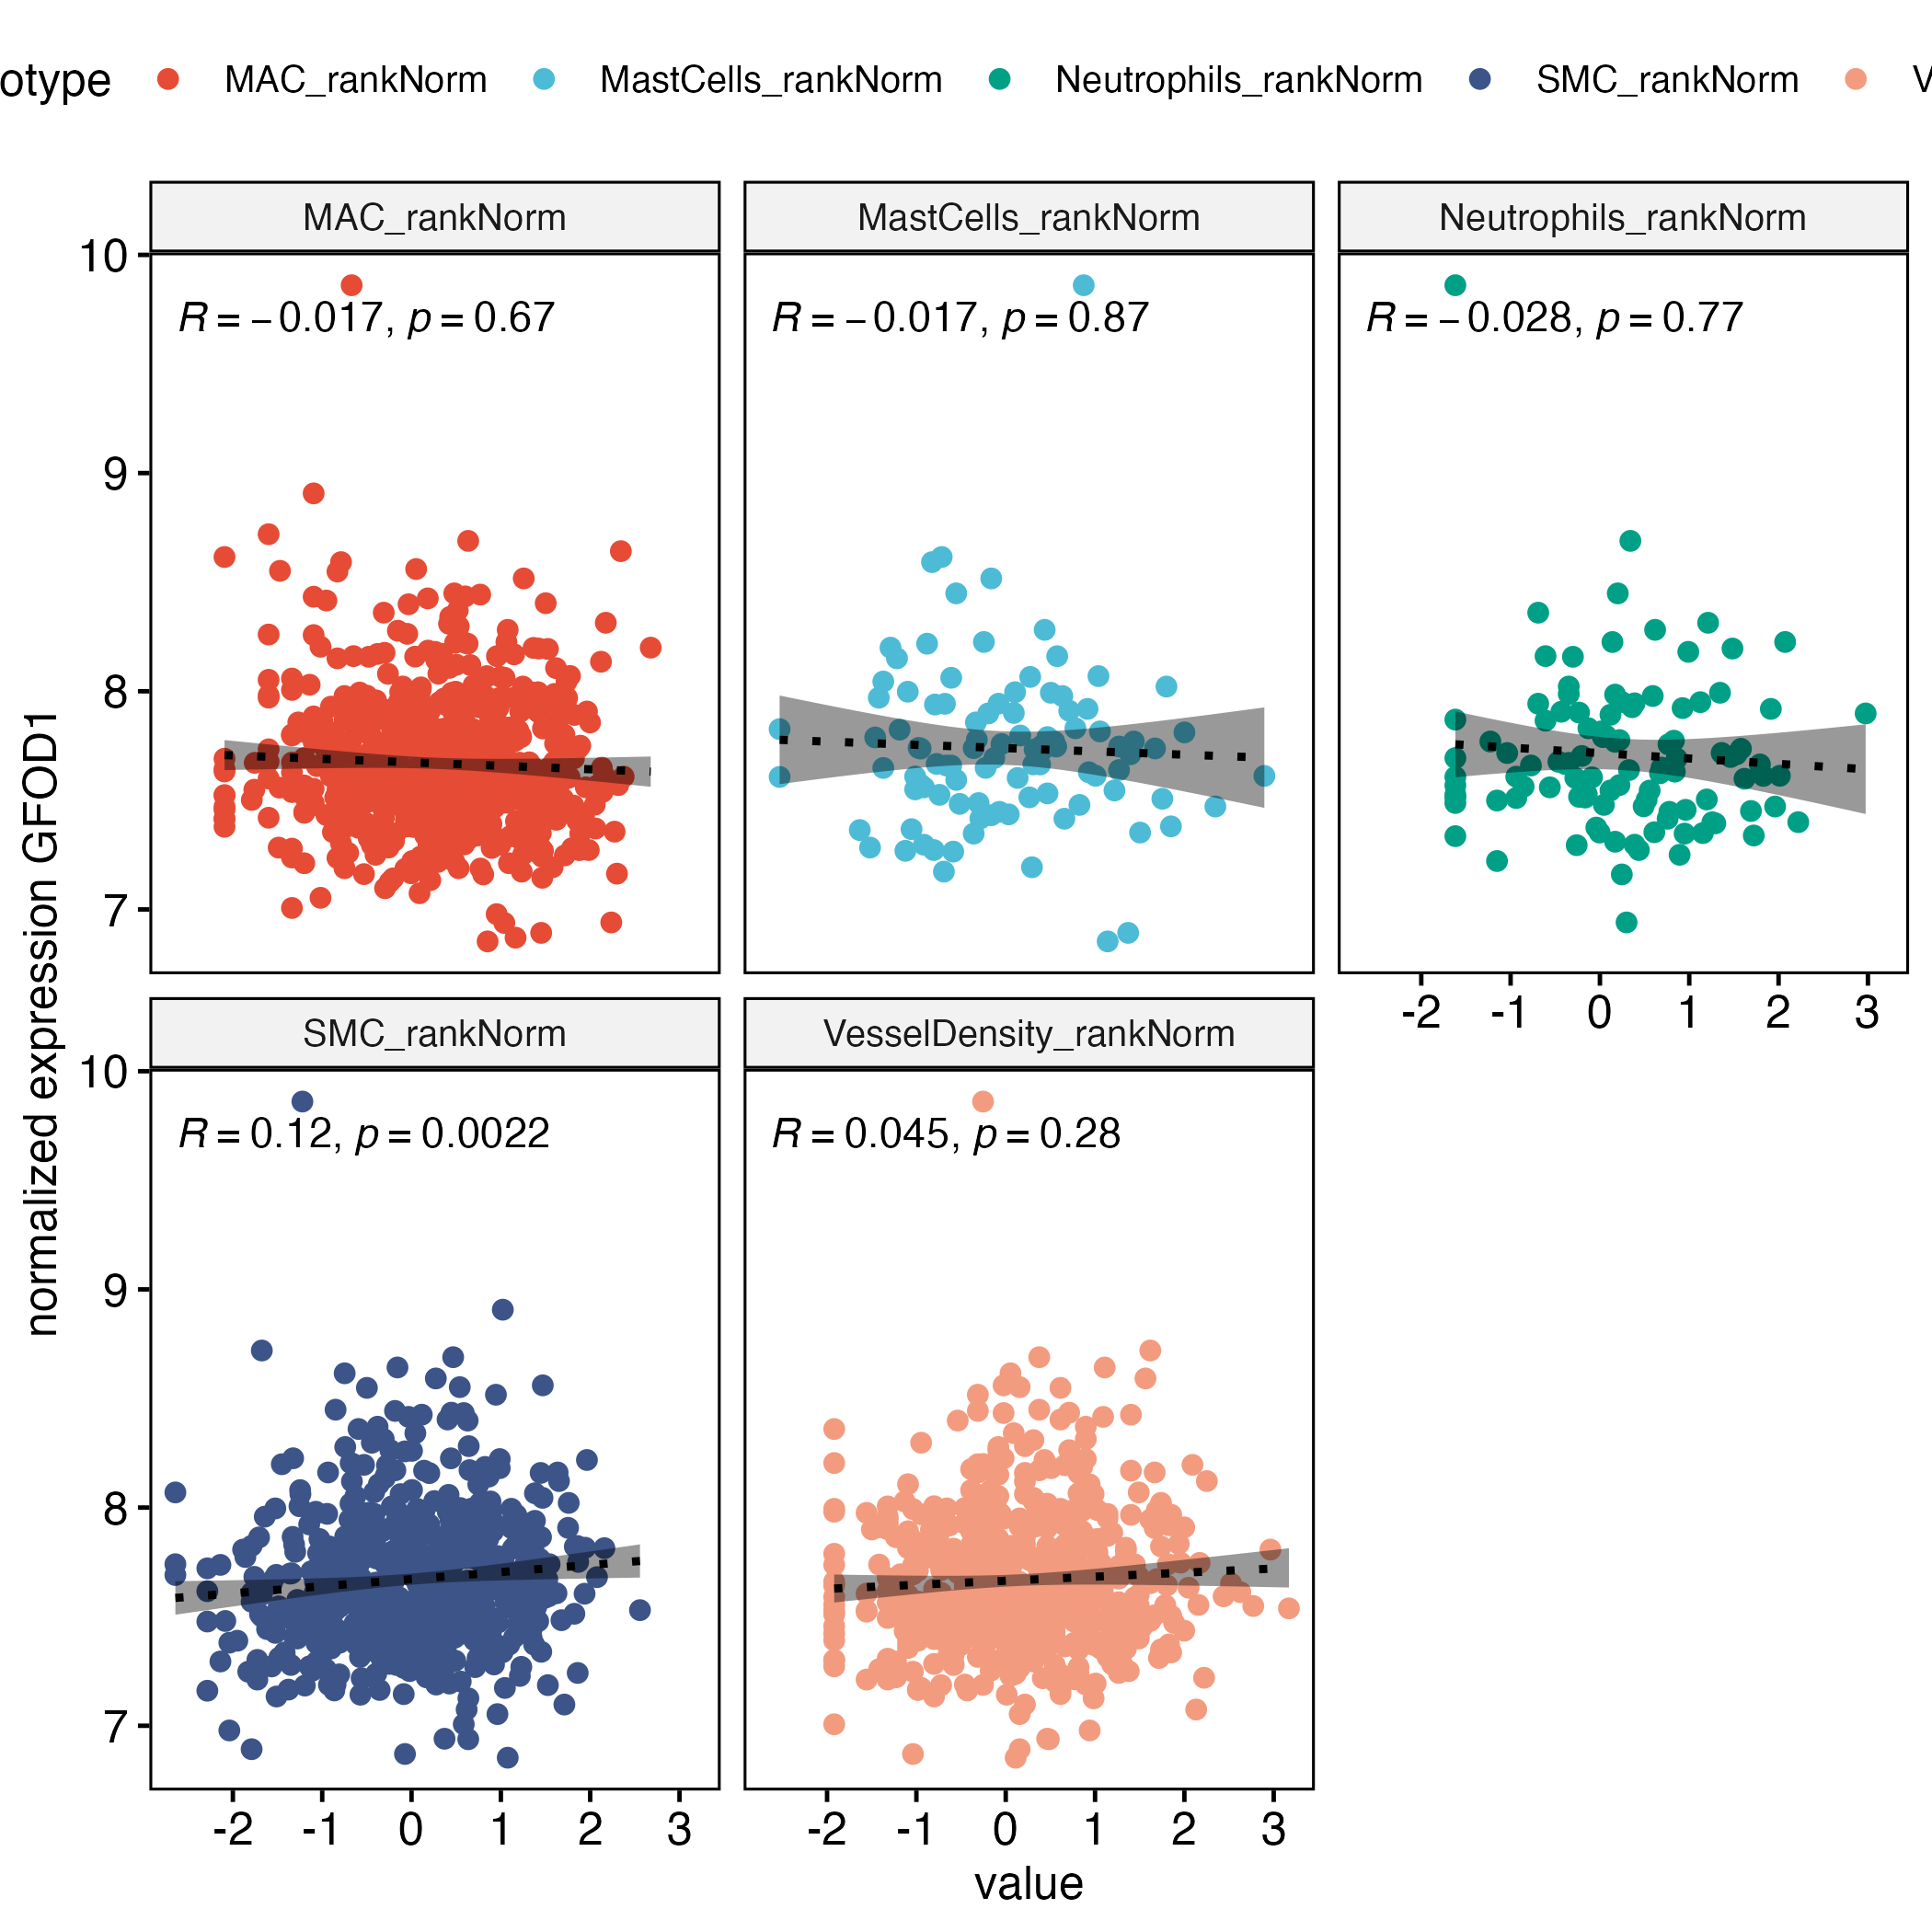 otype MAC_rankNorm MastCells_rankNorm Neutrophils_rankNorm SMC_rankNorm V
MAC_rankNorm MastCells_rankNorm Neutrophils_rankNorm
10
R = −0.017, p = 0.67 R = −0.017, p = 0.87 R = −0.028, p = 0.77
9
8
7
-2 -1 0 1 2 3
normalized expression GFOD1
SMC_rankNorm VesselDensity_rankNorm
10
R = 0.12, p = 0.0022 R = 0.045, p = 0.28
9
8
7
-2 -1 0 1 2 3 -2 -1 0 1 2 3
value